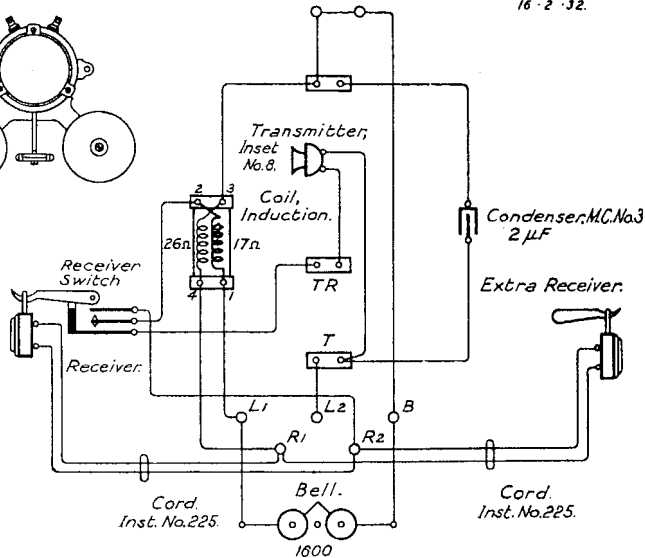 16·2·32.
Transmitter,
Inset
No.8.
Coil,
Induction.
2 3
26Ω 17Ω
4 1
Condenser, M.C. No3
2 µF
Receiver
Switch
TR
Extra Receiver.
Receiver.
T
L1 L2 B
R1 R2
Cord.
Inst. No.225.
Bell.
1600
Cord.
Inst. No.225.